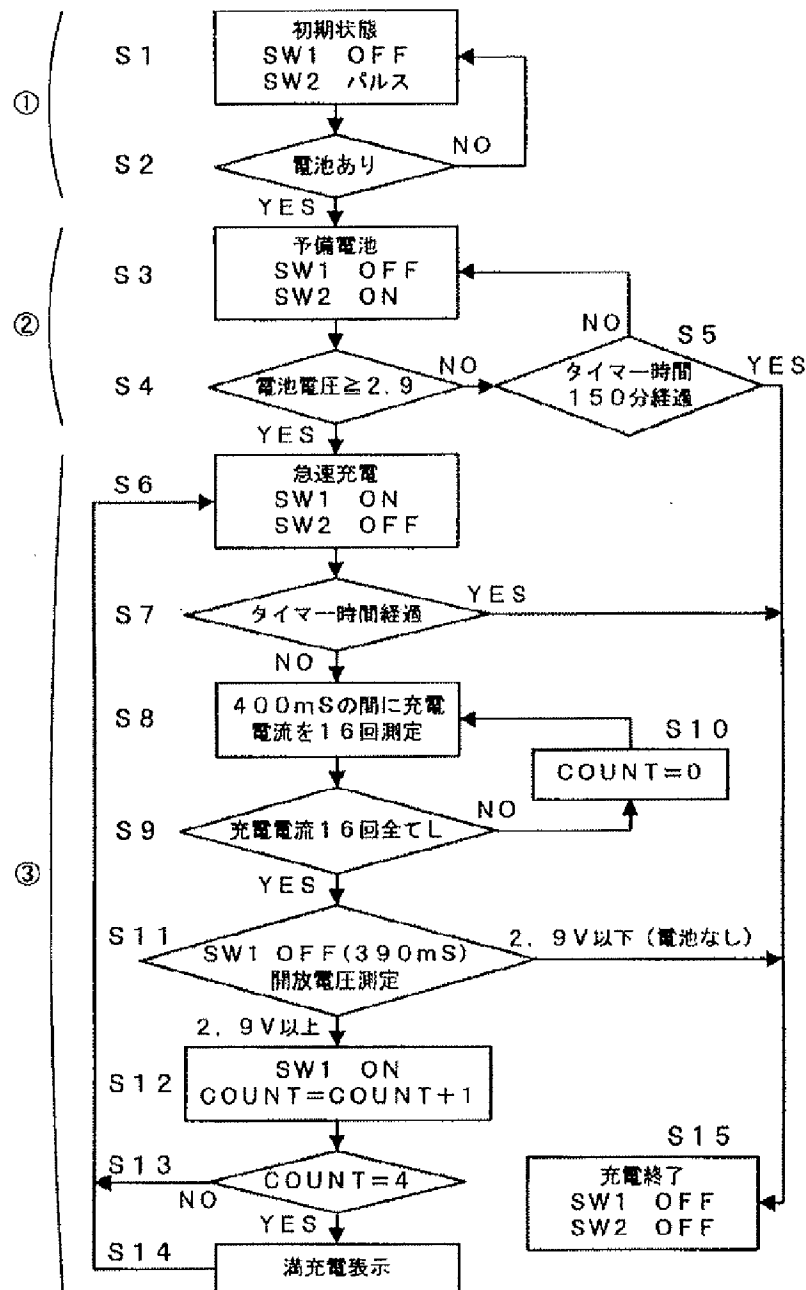 ①
S1
初期状態
SW1 OFF
SW2 パルス
S2
電池あり
NO
YES
②
S3
予備電池
SW1 OFF
SW2 ON
S4
電池電圧≧2.9
NO
YES
S5
タイマー時間
150分経過
NO
YES
③
S6
急速充電
SW1 ON
SW2 OFF
S7
タイマー時間経過
YES
NO
S8
400mSの間に充電
電流を16回測定
S10
COUNT=0
S9
充電電流16回全てL
NO
YES
S11
SW1 OFF(390mS)
開放電圧測定
2.9V以下(電池なし)
2.9V以上
S12
SW1 ON
COUNT=COUNT+1
S13
COUNT=4
NO
YES
S14
満充電表示
S15
充電終了
SW1 OFF
SW2 OFF